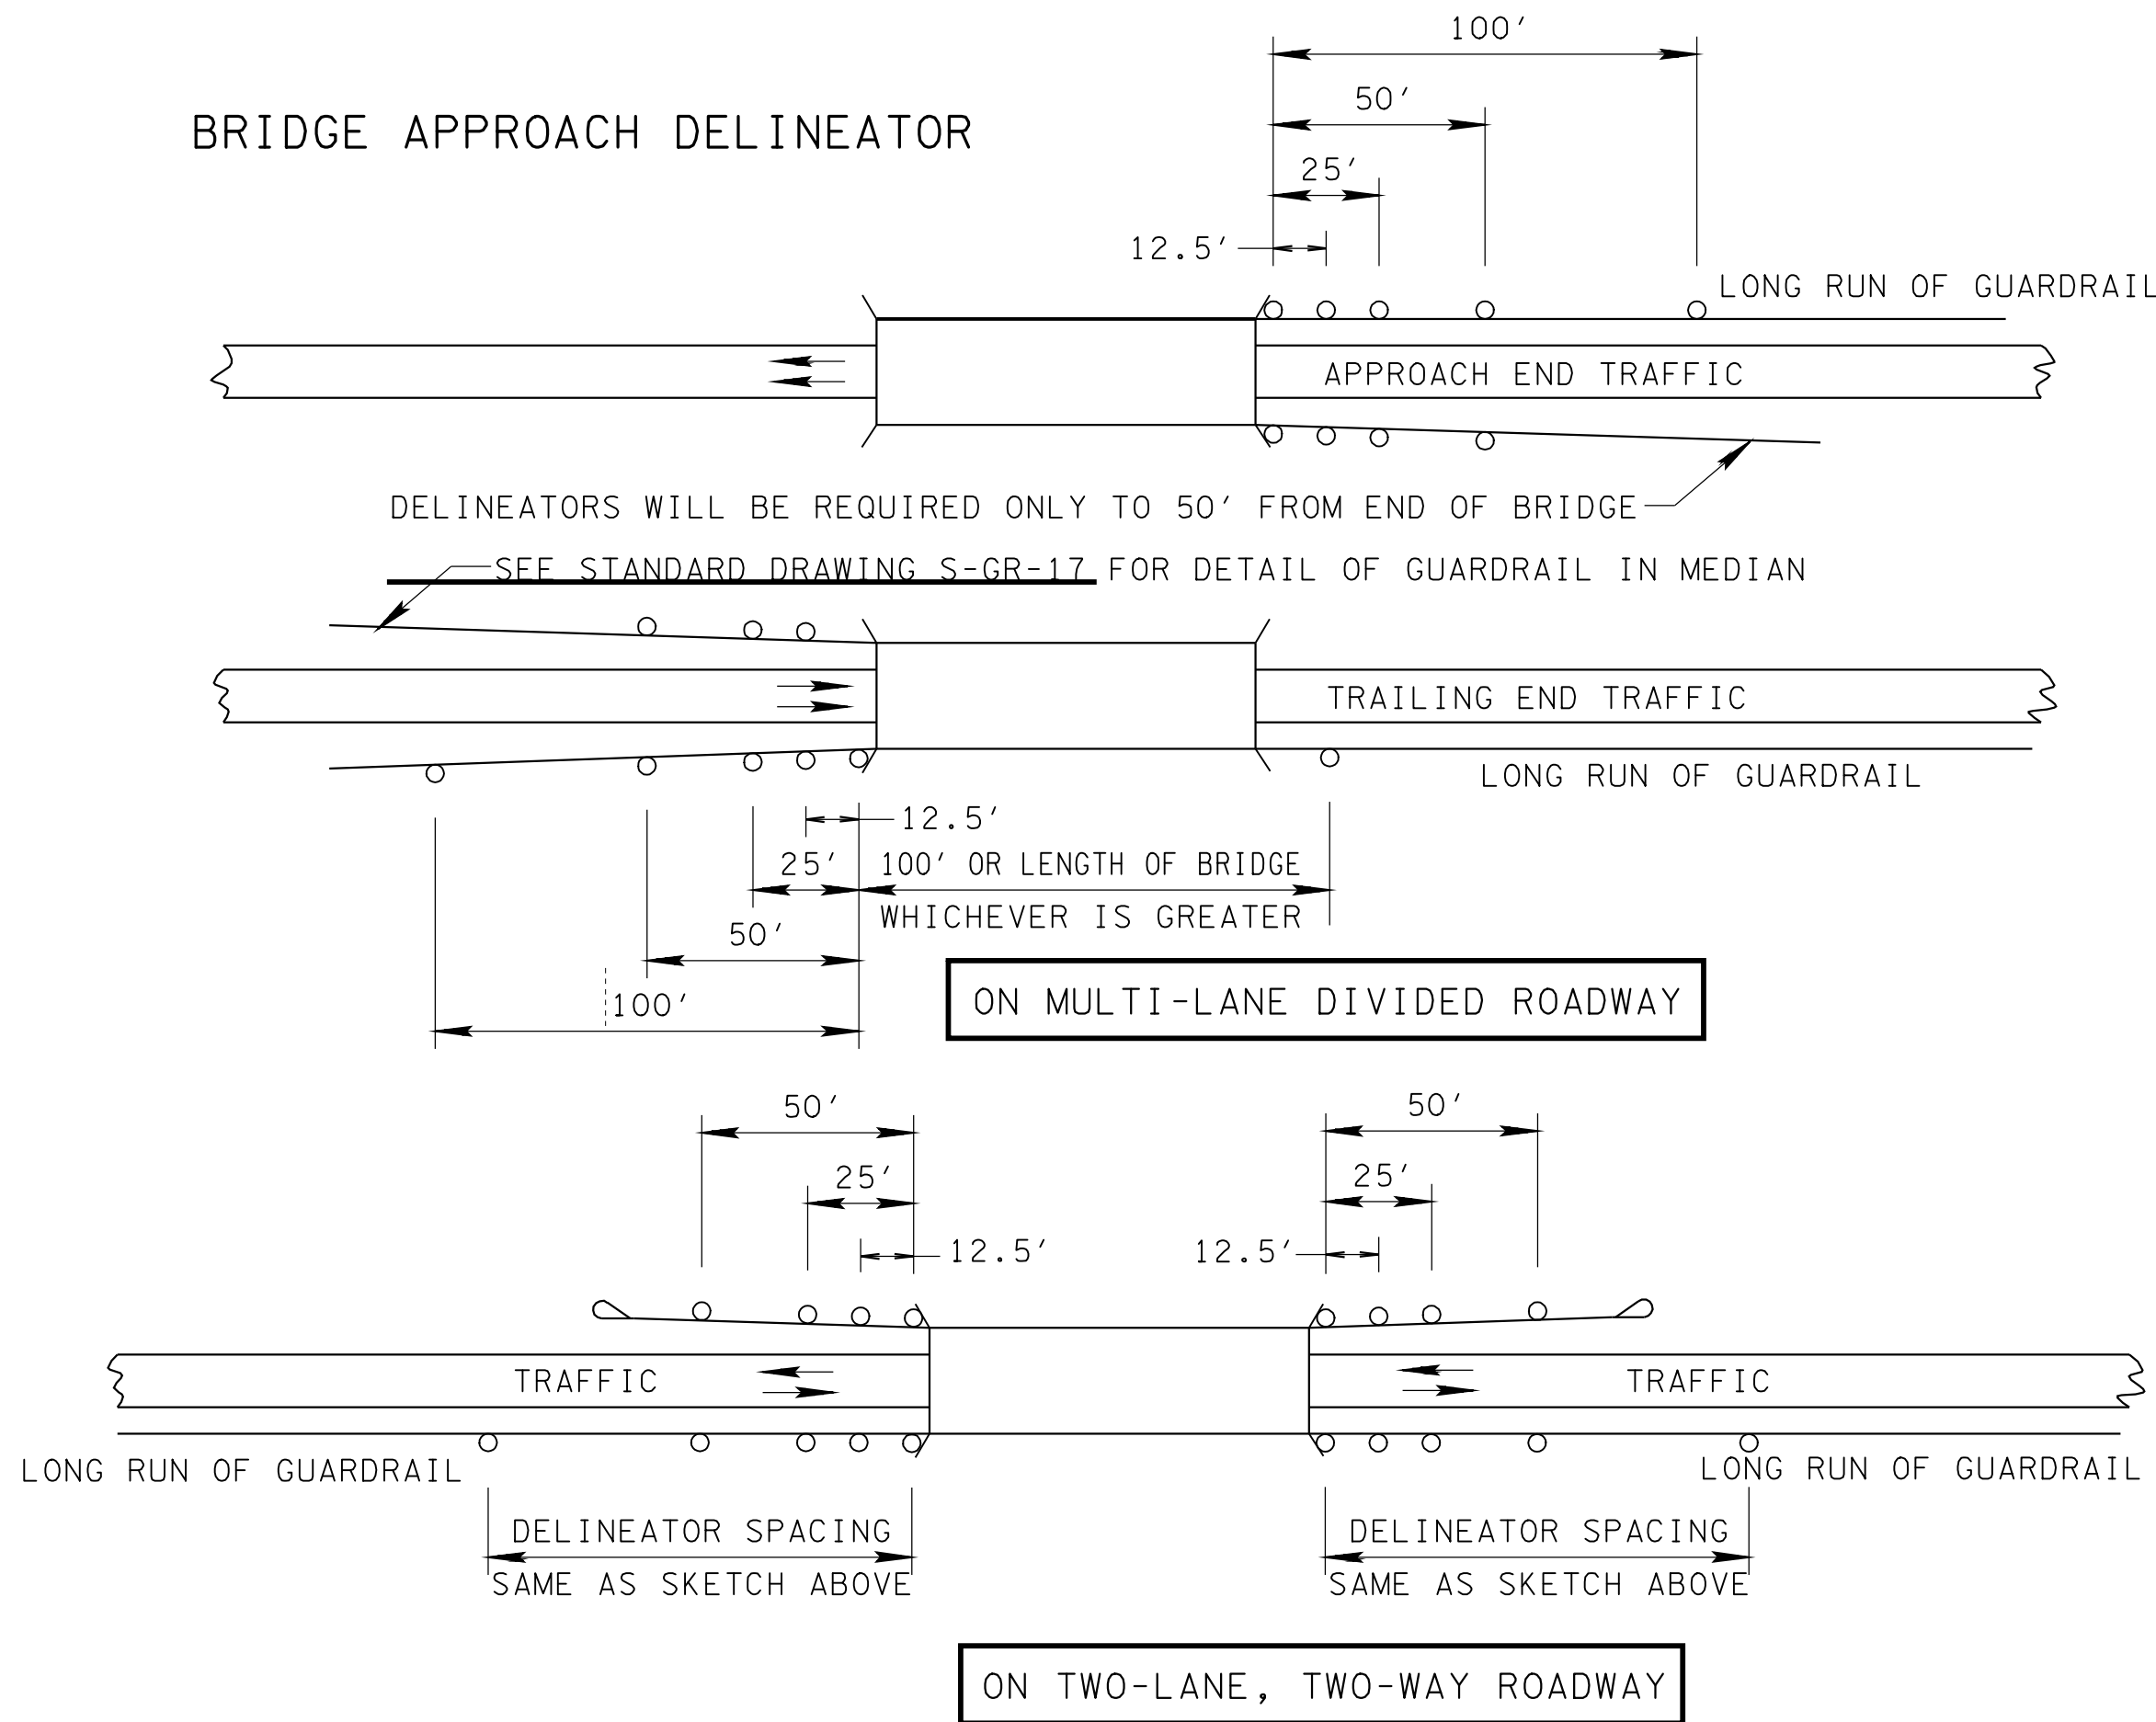 100'
50'
BRIDGE APPROACH DELINEATOR
25'
12.5'
LONG RUN OF GUARDRAIL
APPROACH END TRAFFIC
DELINEATORS WILL BE REQUIRED ONLY TO 50' FROM END OF BRIDGE
SEE STANDARD DRAWING S-GR-17 FOR DETAIL OF GUARDRAIL IN MEDIAN
TRAILING END TRAFFIC
LONG RUN OF GUARDRAIL
12.5'
25'
100' OR LENGTH OF BRIDGE
WHICHEVER IS GREATER
50'
100'
ON MULTI-LANE DIVIDED ROADWAY
50'
50'
25'
25'
12.5'
12.5'
TRAFFIC
TRAFFIC
LONG RUN OF GUARDRAIL
LONG RUN OF GUARDRAIL
DELINEATOR SPACING
SAME AS SKETCH ABOVE
DELINEATOR SPACING
SAME AS SKETCH ABOVE
ON TWO-LANE, TWO-WAY ROADWAY